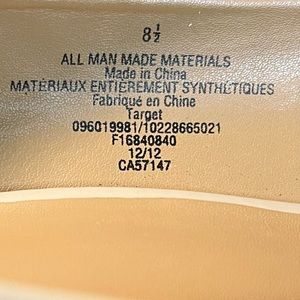 8½
ALL MAN MADE MATERIALS
Made in China
MATÉRIAUX ENTIÈREMENT SYNTHÉTIQUES
Fabriqué en Chine
Target
096019981/10228665021
F16840840
12/12
CA57147